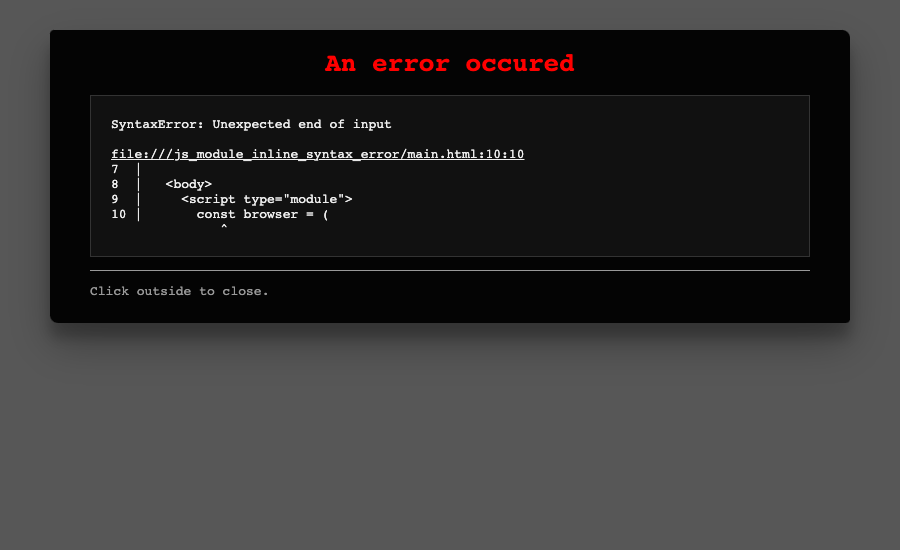 An error occured
SyntaxError: Unexpected end of input
file:///js_module_inline_syntax_error/main.html:10:10
7  |
8  |   <body>
9  |     <script type="module">
10 |       const browser = (
              ^
Click outside to close.